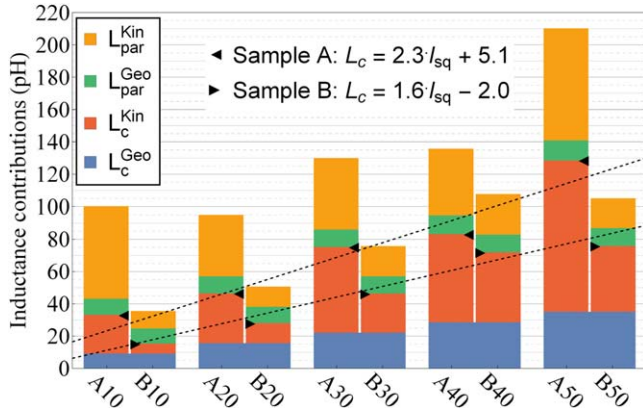 220
200
180
160
140
120
100
80
60
40
20
0
Inductance contributions (pH)
L_par^Kin
L_par^Geo
L_c^Kin
L_c^Geo
◄ Sample A: L_c = 2.3·l_sq + 5.1
► Sample B: L_c = 1.6·l_sq − 2.0
A10 B10 A20 B20 A30 B30 A40 B40 A50 B50